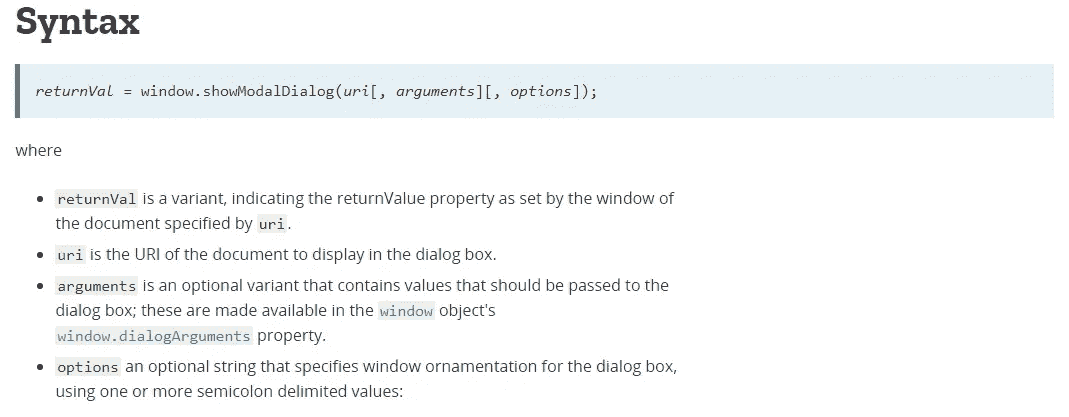 Syntax
returnVal = window.showModalDialog(uri[, arguments][, options]);
where
returnVal is a variant, indicating the returnValue property as set by the window of
the document specified by uri.
uri is the URI of the document to display in the dialog box.
arguments is an optional variant that contains values that should be passed to the
dialog box; these are made available in the window object's
window.dialogArguments property.
options an optional string that specifies window ornamentation for the dialog box,
using one or more semicolon delimited values: